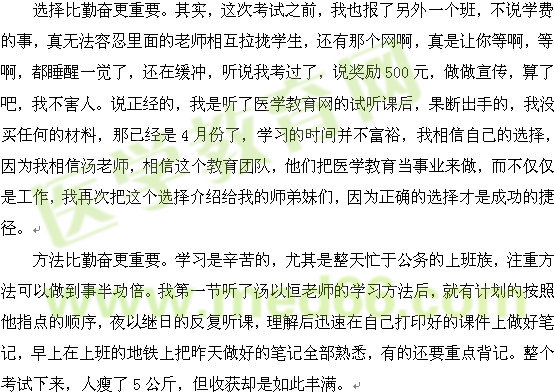 选择比勤奋更重要。其实，这次考试之前，我也报了另外一个班，不说学费
的事，真无法容忍里面的老师相互拉拢学生，还有那个网啊，真是让你等啊，等
啊，都睡醒一觉了，还在缓冲，听说我考过了，说奖励 500 元，做做宣传，算了
吧，我不害人。说正经的，我是听了医学教育网的试听课后，果断出手的，我没
买任何的材料，那已经是 4 月份了，学习的时间并不富裕，我相信自己的选择，
因为我相信汤老师，相信这个教育团队，他们把医学教育当事业来做，而不仅仅
是工作，我再次把这个选择介绍给我的师弟妹们，因为正确的选择才是成功的捷
径。
方法比勤奋更重要。学习是辛苦的，尤其是整天忙于公务的上班族，注重方
法可以做到事半功倍。我第一节听了汤以恒老师的学习方法后，就有计划的按照
他指点的顺序，夜以继日的反复听课，理解后迅速在自己打印好的课件上做好笔
记，早上在上班的地铁上把昨天做好的笔记全部熟悉，有的还要重点背记。整个
考试下来，人瘦了 5 公斤，但收获却是如此丰满。
医学教育网
www.med66.com